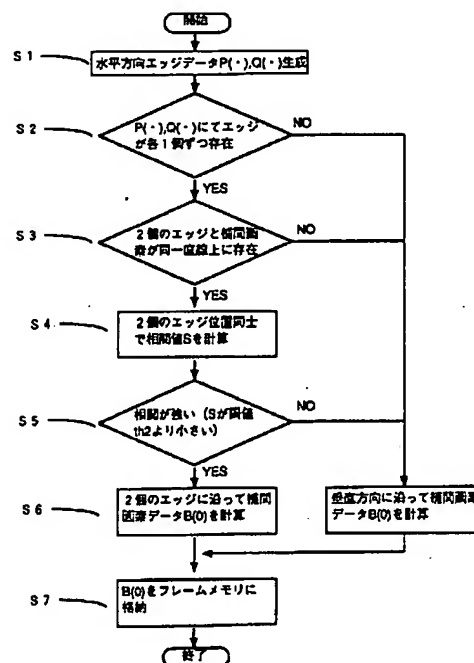 開始
S1
水平方向エッジデータP(・),Q(・)生成
S2
P(・),Q(・)にてエッジ
が各1個ずつ存在
NO
YES
S3
2個のエッジと補間画
素が同一直線上に存在
NO
YES
S4
2個のエッジ位置同士
で相関値Sを計算
S5
相関が強い(Sが閾値
th2より小さい)
NO
YES
S6
2個のエッジに沿って補間
画素データB(0)を計算
垂直方向に沿って補間画素
データB(0)を計算
S7
B(0)をフレームメモリに
格納
終了